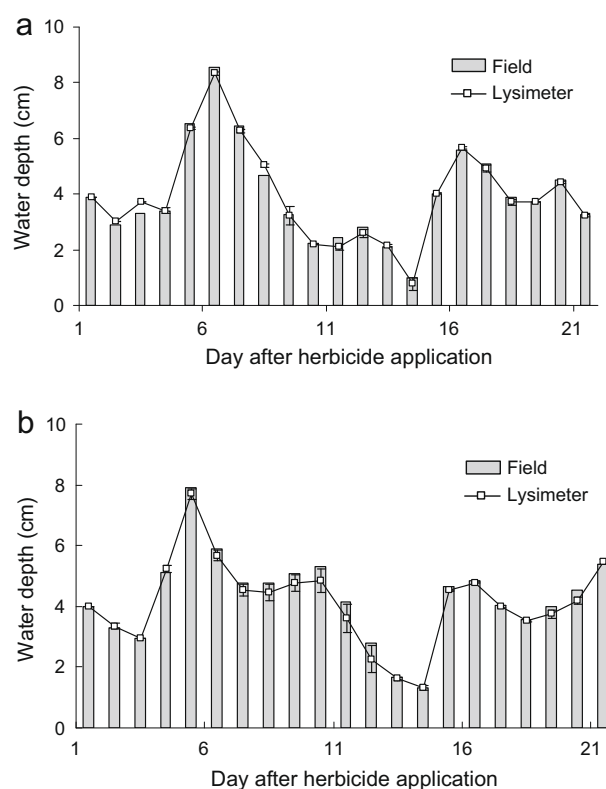 a
10
8
6
4
2
0
Water depth (cm)
Field
Lysimeter
1
6
11
16
21
Day after herbicide application
b
10
8
6
4
2
0
Water depth (cm)
Field
Lysimeter
1
6
11
16
21
Day after herbicide application